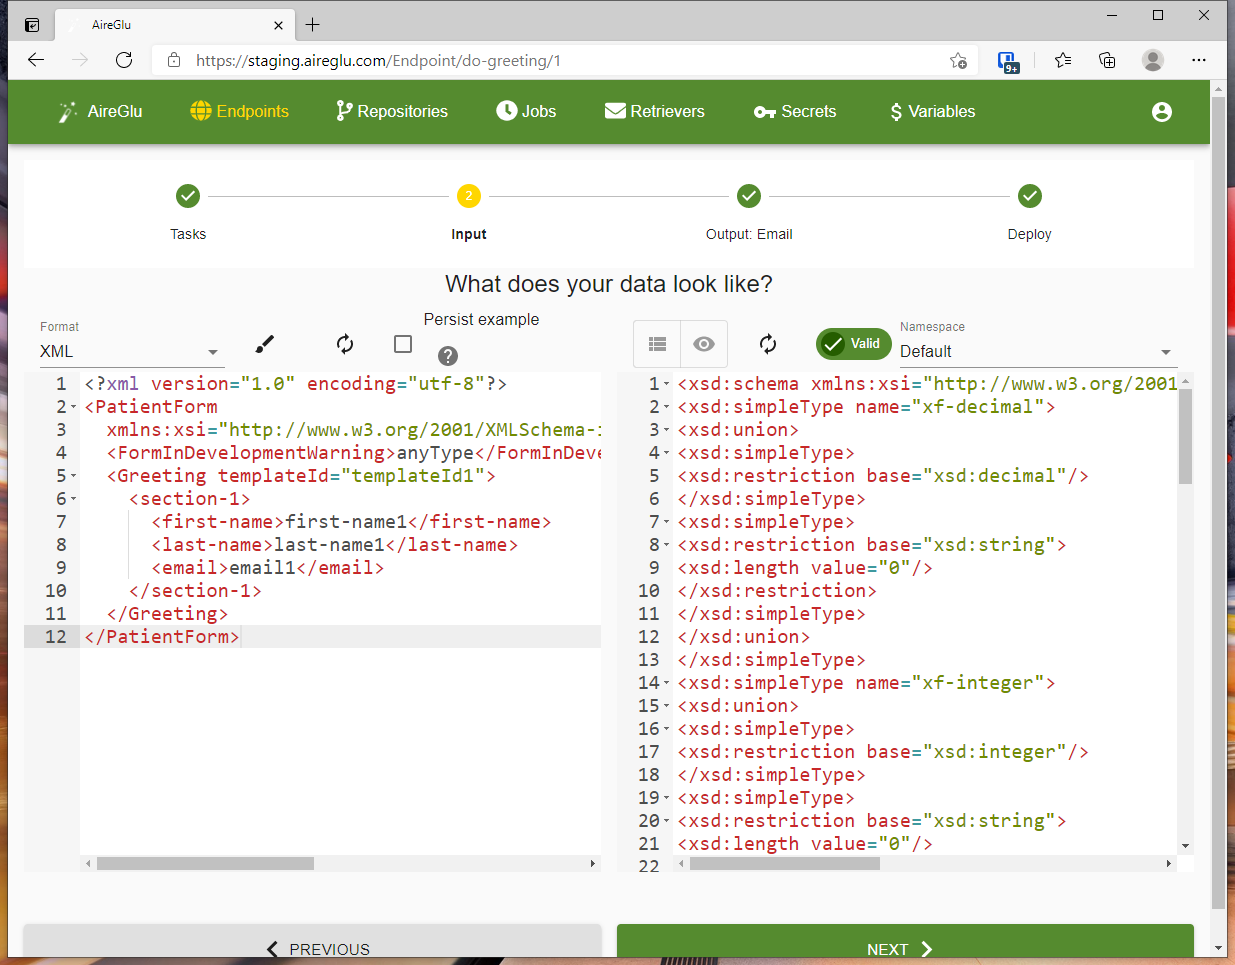 AireGlu
https://staging.aireglu.com/Endpoint/do-greeting/1
9+
AireGlu
Endpoints
Repositories
Jobs
Retrievers
Secrets
$ Variables
2
Tasks
Input
Output: Email
Deploy
What does your data look like?
Format
XML
Persist example
?
Valid
Namespace
Default
1 <?xml version="1.0" encoding="utf-8"?>
2 <PatientForm
3 xmlns:xsi="http://www.w3.org/2001/XMLSchema-i
4 <FormInDevelopmentWarning>anyType</FormInDeve
5 <Greeting templateId="templateId1">
6 <section-1>
7 <first-name>first-name1</first-name>
8 <last-name>last-name1</last-name>
9 <email>email1</email>
10 </section-1>
11 </Greeting>
12 </PatientForm>
1 <xsd:schema xmlns:xsi="http://www.w3.org/2001
2 <xsd:simpleType name="xf-decimal">
3 <xsd:union>
4 <xsd:simpleType>
5 <xsd:restriction base="xsd:decimal"/>
6 </xsd:simpleType>
7 <xsd:simpleType>
8 <xsd:restriction base="xsd:string">
9 <xsd:length value="0"/>
10 </xsd:restriction>
11 </xsd:simpleType>
12 </xsd:union>
13 </xsd:simpleType>
14 <xsd:simpleType name="xf-integer">
15 <xsd:union>
16 <xsd:simpleType>
17 <xsd:restriction base="xsd:integer"/>
18 </xsd:simpleType>
19 <xsd:simpleType>
20 <xsd:restriction base="xsd:string">
21 <xsd:length value="0"/>
22
PREVIOUS
NEXT